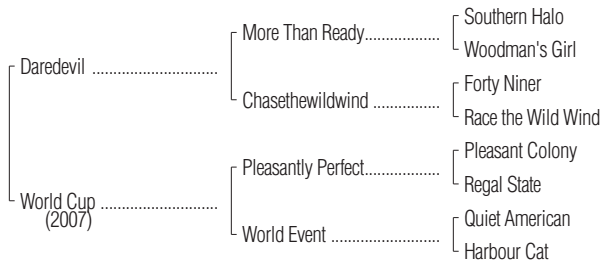 Southern Halo
More Than Ready..................
Woodman's Girl
Daredevil ..............................
Forty Niner
Chasethewildwind ................
Race the Wild Wind
Pleasant Colony
Pleasantly Perfect..................
Regal State
World Cup ............................
(2007)
Quiet American
World Event ..........................
Harbour Cat